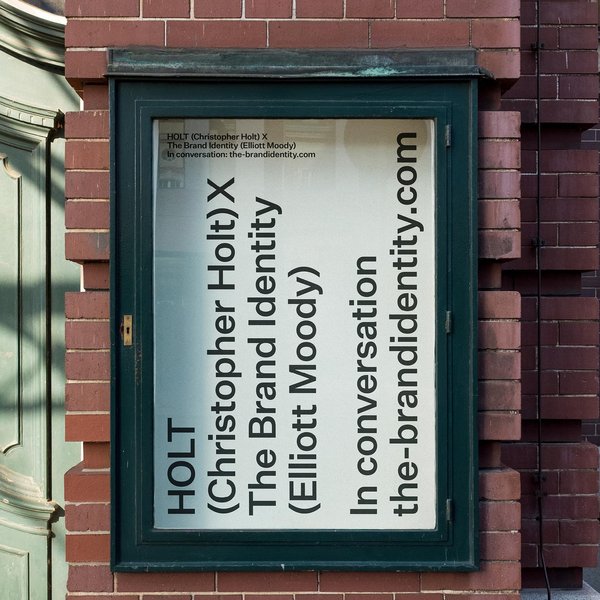 HOLT (Christopher Holt) X
The Brand Identity (Elliott Moody)
In conversation: the-brandidentity.com
HOLT
(Christopher Holt) X
The Brand Identity
(Elliott Moody)
In conversation
the-brandidentity.com